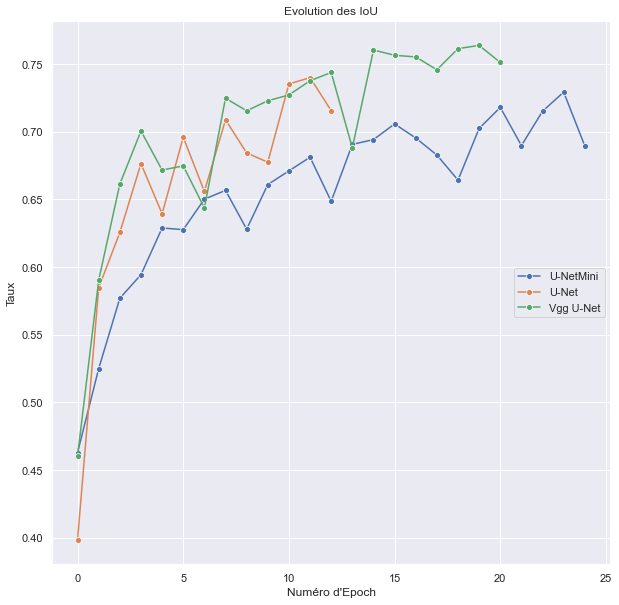 Evolution des IoU
Taux
0.75
0.70
0.65
0.60
0.55
0.50
0.45
0.40
U-NetMini
U-Net
Vgg U-Net
0 5 10 15 20 25
Numéro d'Epoch